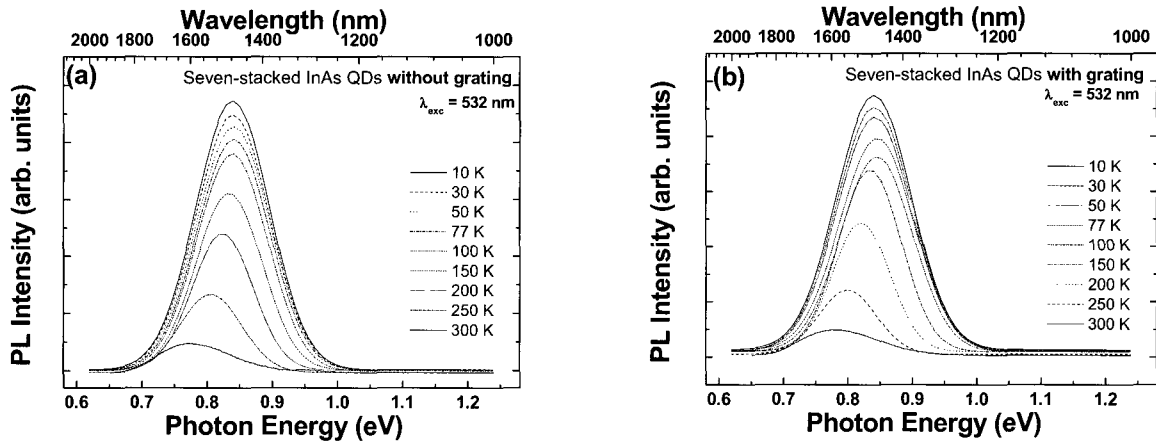 Wavelength (nm)
2000 1800 1600 1400 1200 1000
(a)
Seven-stacked InAs QDs without grating
λexc = 532 nm
10 K
30 K
50 K
77 K
100 K
150 K
200 K
250 K
300 K
PL Intensity (arb. units)
0.6 0.7 0.8 0.9 1.0 1.1 1.2
Photon Energy (eV)
Wavelength (nm)
2000 1800 1600 1400 1200 1000
(b)
Seven-stacked InAs QDs with grating
λexc = 532 nm
10 K
30 K
50 K
77 K
100 K
150 K
200 K
250 K
300 K
PL Intensity (arb. units)
0.6 0.7 0.8 0.9 1.0 1.1 1.2
Photon Energy (eV)